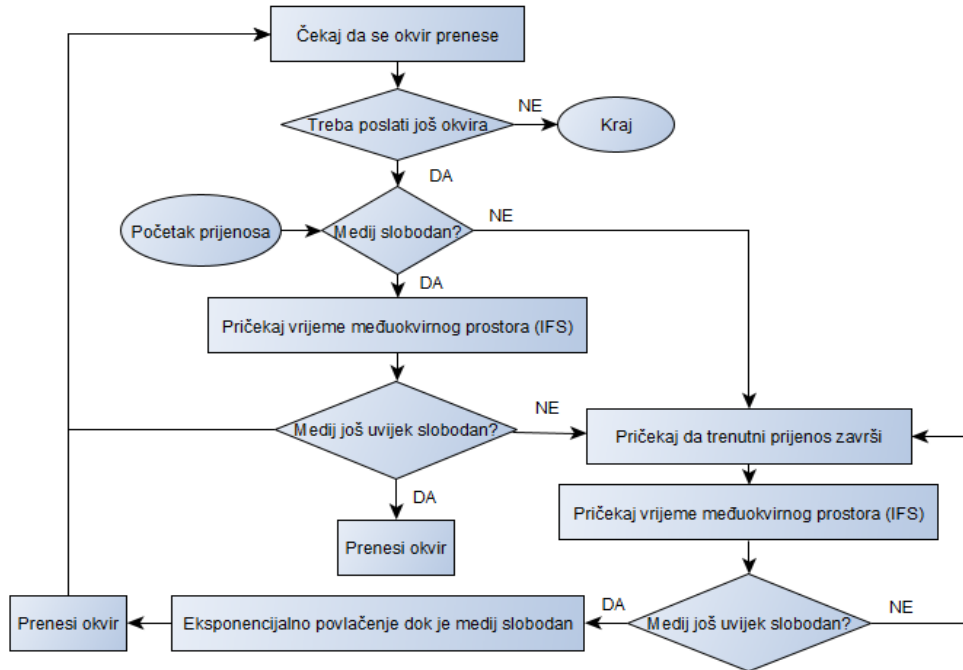 Čekaj da se okvir prenese
Treba poslati još okvira
NE
Kraj
DA
Početak prijenosa
Medij slobodan?
NE
DA
Pričekaj vrijeme međuokvirnog prostora (IFS)
Medij još uvijek slobodan?
NE
Pričekaj da trenutni prijenos završi
DA
Pričekaj vrijeme međuokvirnog prostora (IFS)
Prenesi okvir
Prenesi okvir
Eksponencijalno povlačenje dok je medij slobodan
DA
Medij još uvijek slobodan?
NE